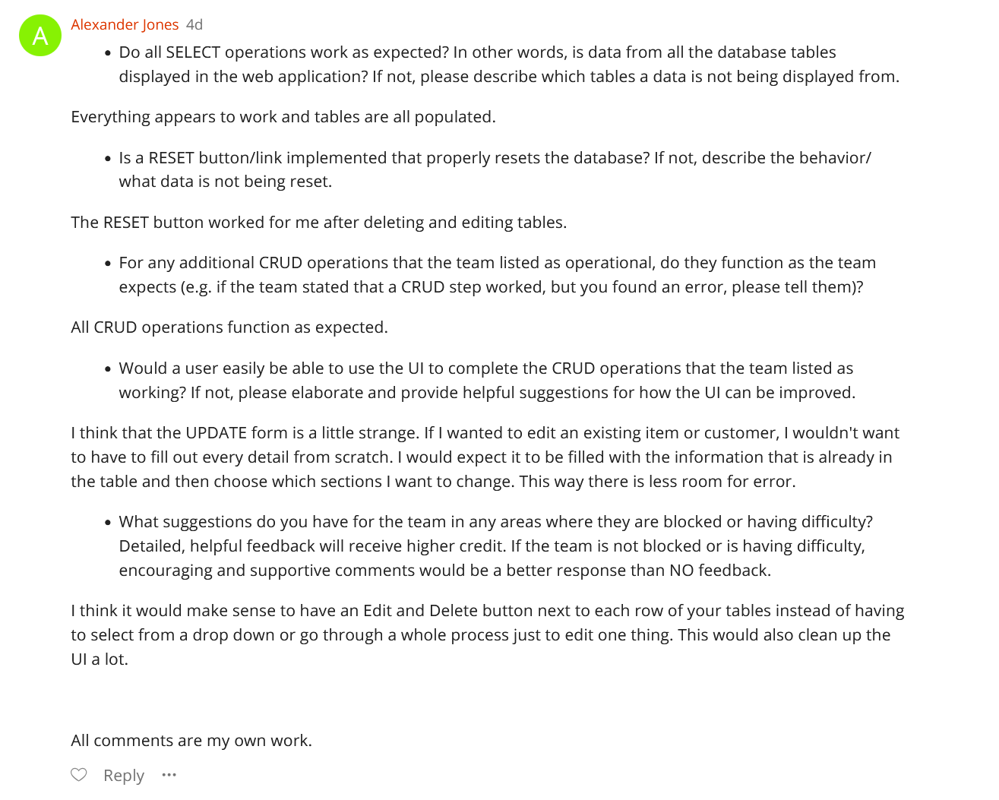 A
Alexander Jones 4d
• Do all SELECT operations work as expected? In other words, is data from all the database tables
displayed in the web application? If not, please describe which tables a data is not being displayed from.
Everything appears to work and tables are all populated.
• Is a RESET button/link implemented that properly resets the database? If not, describe the behavior/
what data is not being reset.
The RESET button worked for me after deleting and editing tables.
• For any additional CRUD operations that the team listed as operational, do they function as the team
expects (e.g. if the team stated that a CRUD step worked, but you found an error, please tell them)?
All CRUD operations function as expected.
• Would a user easily be able to use the UI to complete the CRUD operations that the team listed as
working? If not, please elaborate and provide helpful suggestions for how the UI can be improved.
I think that the UPDATE form is a little strange. If I wanted to edit an existing item or customer, I wouldn't want
to have to fill out every detail from scratch. I would expect it to be filled with the information that is already in
the table and then choose which sections I want to change. This way there is less room for error.
• What suggestions do you have for the team in any areas where they are blocked or having difficulty?
Detailed, helpful feedback will receive higher credit. If the team is not blocked or is having difficulty,
encouraging and supportive comments would be a better response than NO feedback.
I think it would make sense to have an Edit and Delete button next to each row of your tables instead of having
to select from a drop down or go through a whole process just to edit one thing. This would also clean up the
UI a lot.
All comments are my own work.
Reply ···